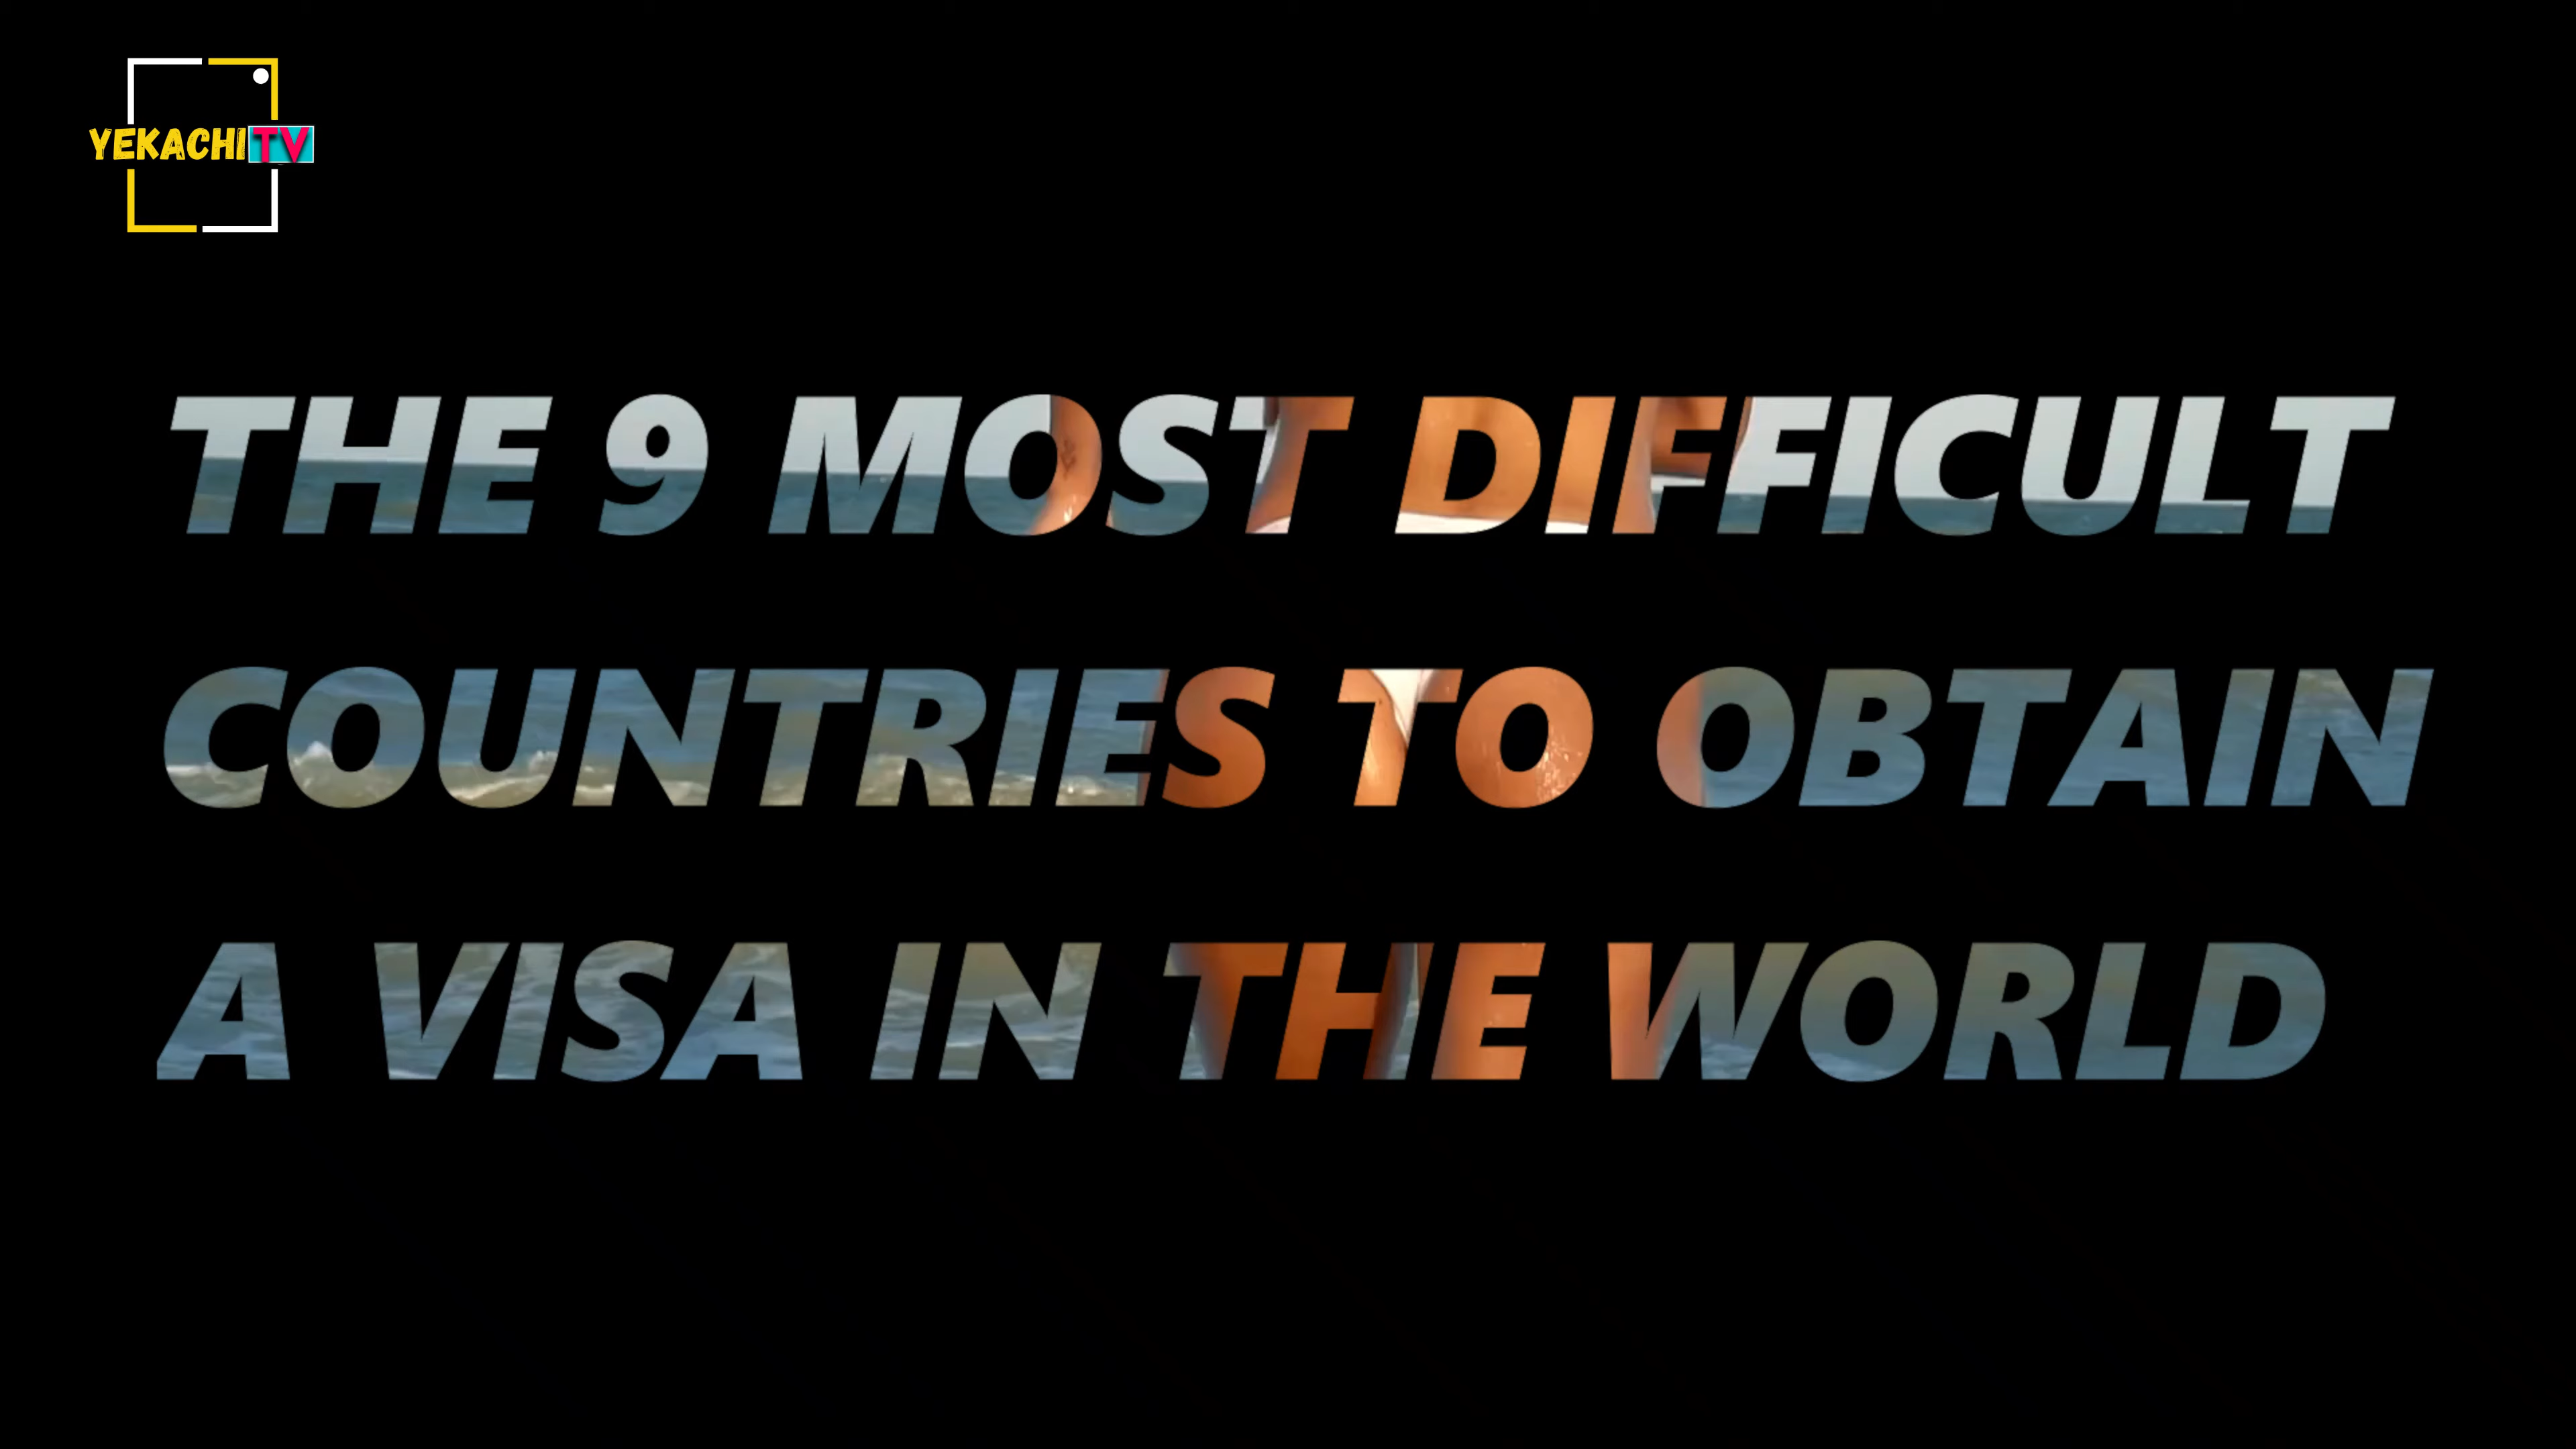 YEKACHI TV
THE 9 MOST DIFFICULT
COUNTRIES TO OBTAIN
A VISA IN THE WORLD